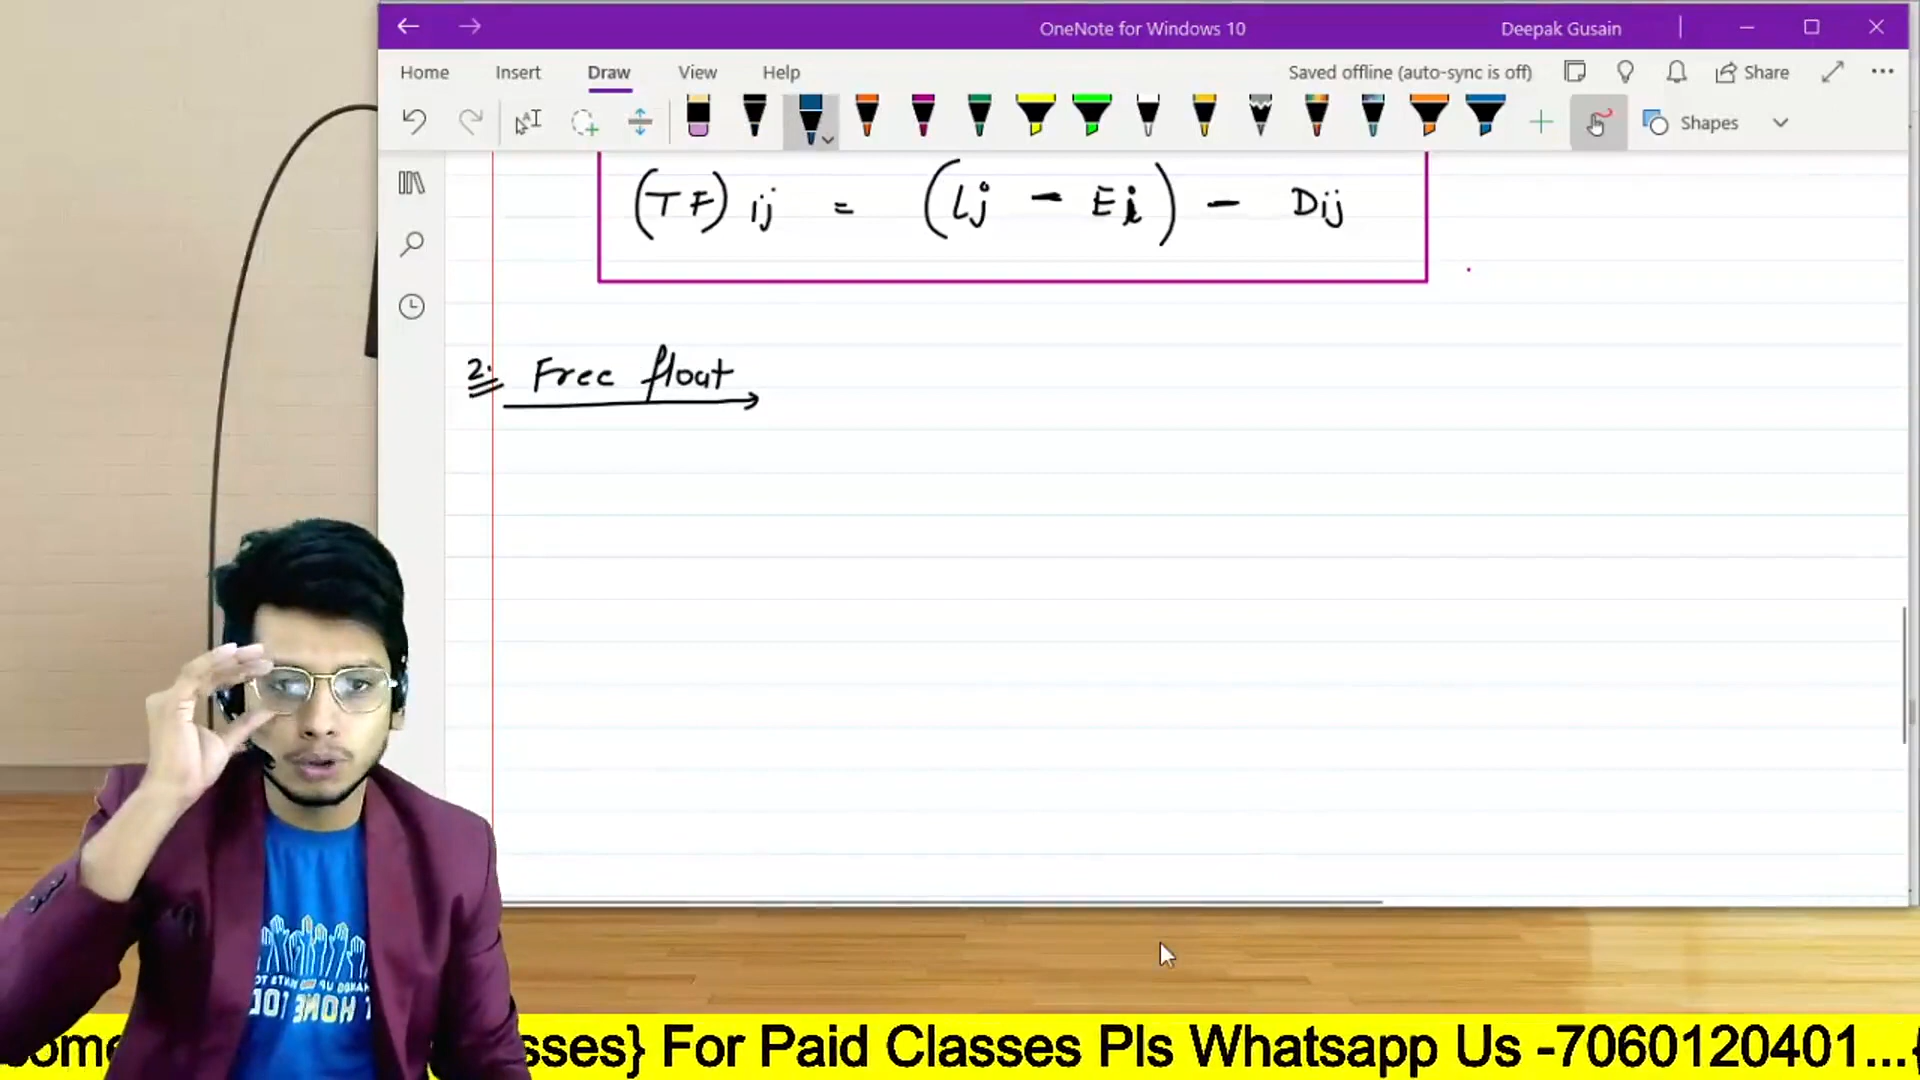 OneNote for Windows 10
Deepak Gusain
Home Insert Draw View Help
Saved offline (auto-sync is off) Share
Shapes
(TF) ij = (Lj - Ei) - Dij
2. Free float
HOME
sses} For Paid Classes Pls Whatsapp Us -7060120401...{